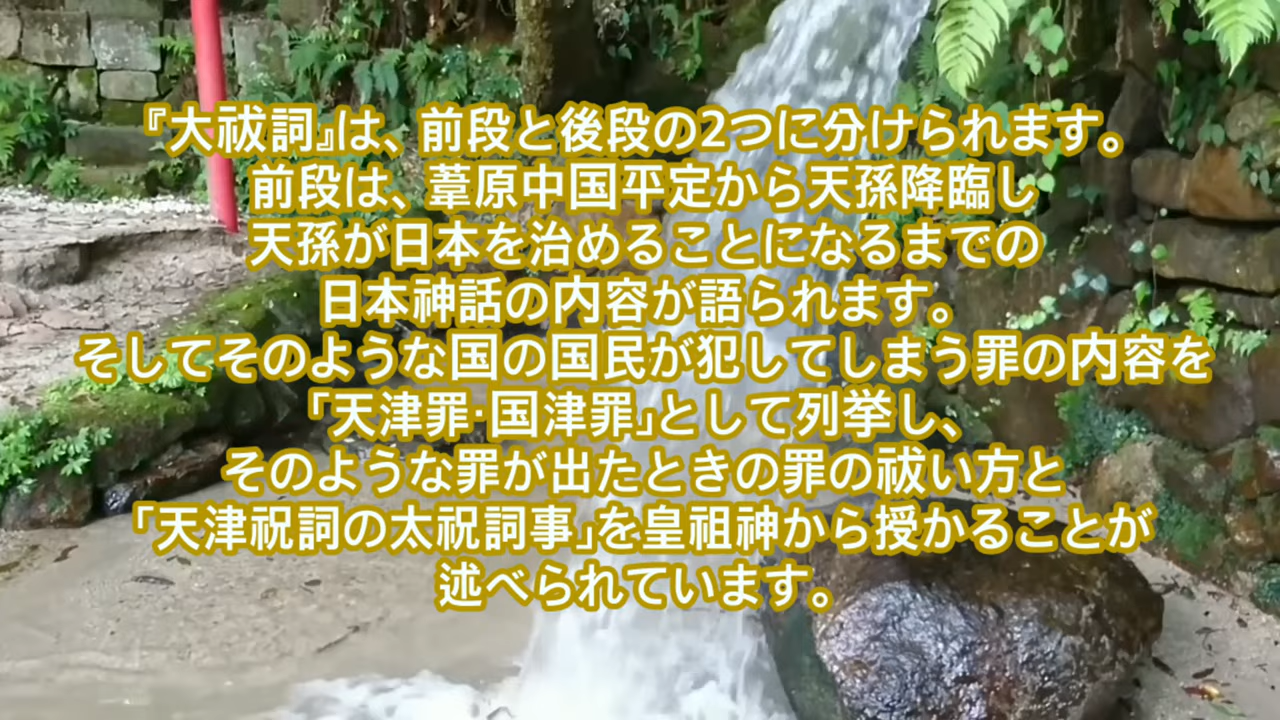 『大祓詞』は、前段と後段の2つに分けられます。
前段は、葦原中国平定から天孫降臨し
天孫が日本を治めることになるまでの
日本神話の内容が語られます。
そしてそのような国の国民が犯してしまう罪の内容を
「天津罪・国津罪」として列挙し、
そのような罪が出たときの罪の祓い方と
「天津祝詞の太祝詞事」を皇祖神から授かることが
述べられています。